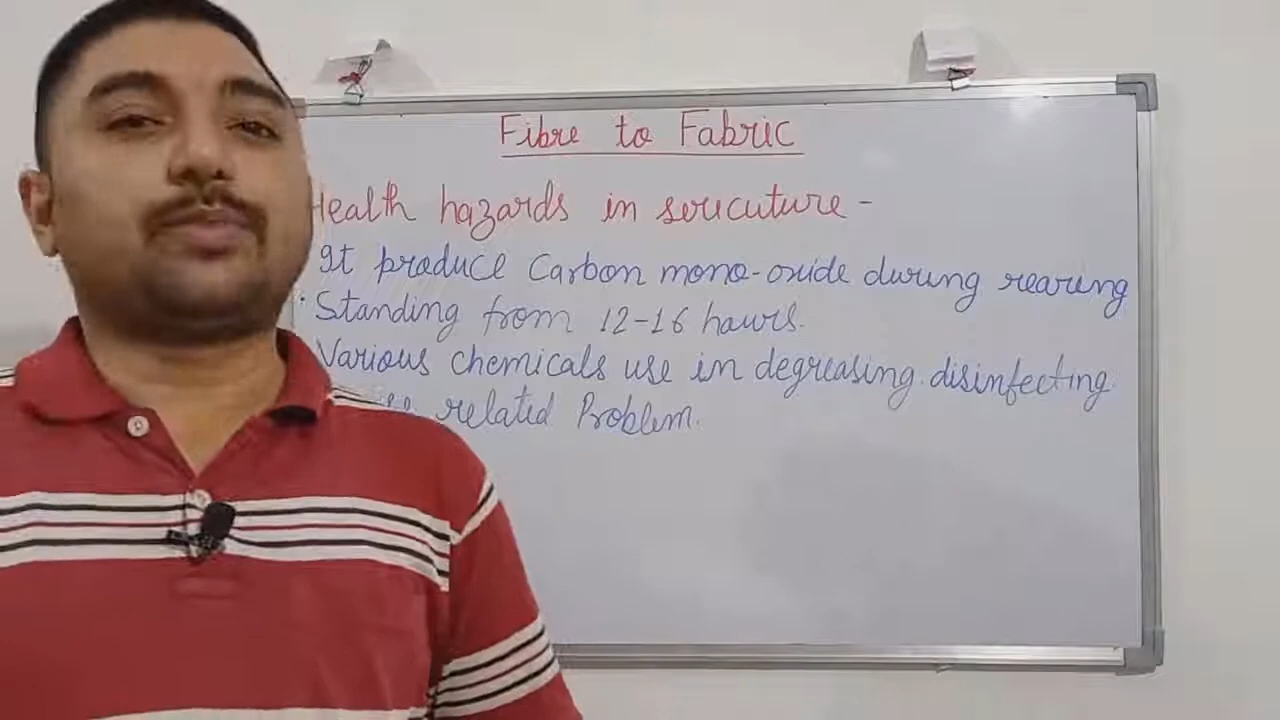 Fibre to Fabric
Health hazards in sericuture -
It produce Carbon mono-oxide during rearing
Standing from 12-16 hours.
Various chemicals use in degreasing. disinfecting.
related Problem.